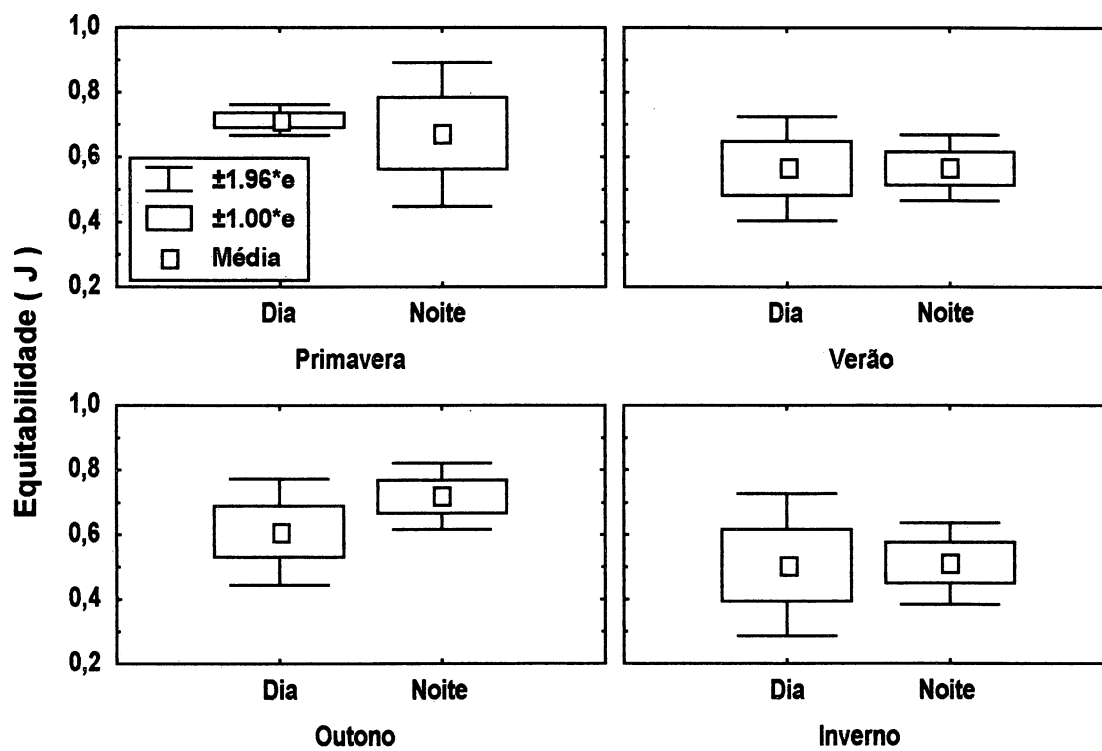 Equitabilidade ( J )
1,0
0,8
0,6
0,4
0,2
±1.96*e
±1.00*e
Média
Dia Noite
Primavera
Dia Noite
Verão
1,0
0,8
0,6
0,4
0,2
Dia Noite
Outono
Dia Noite
Inverno